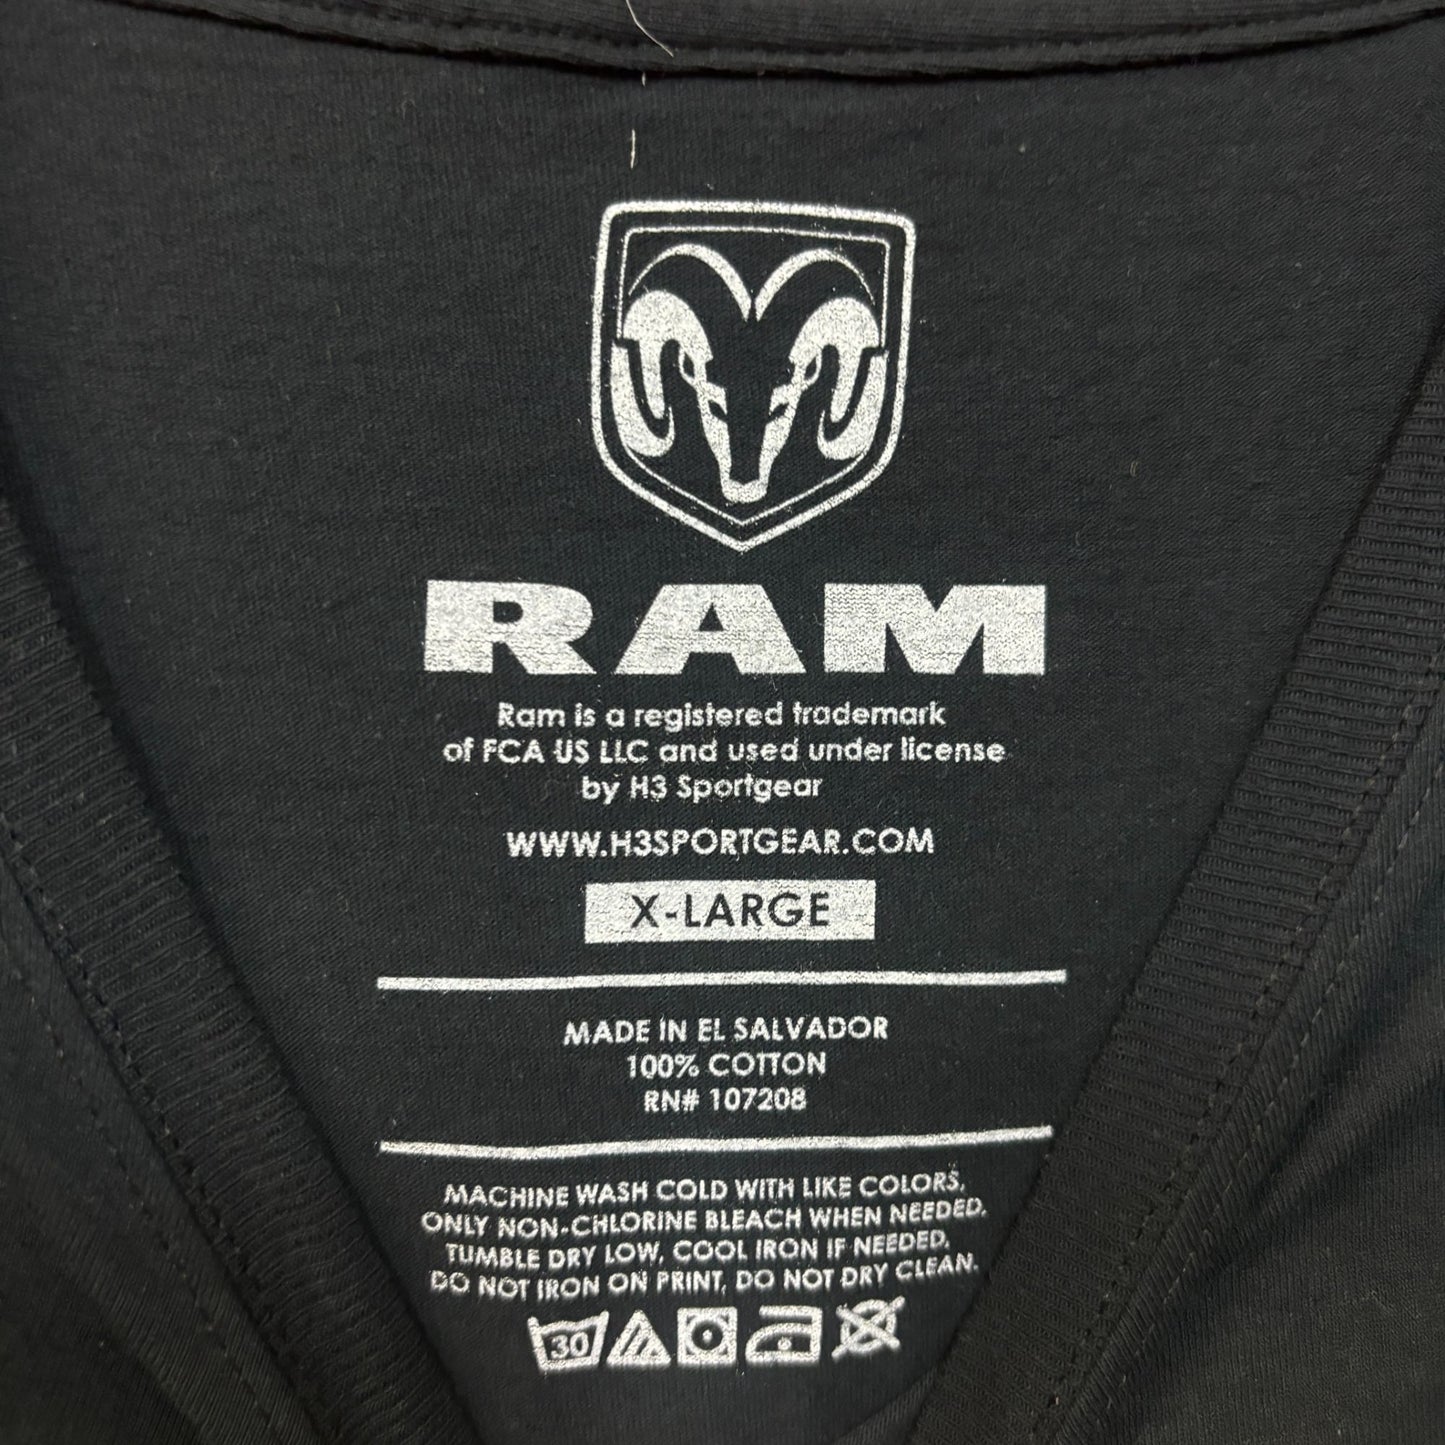 RAM
Ram is a registered trademark
of FCA US LLC and used under license
by H3 Sportgear
WWW.H3SPORTGEAR.COM
X-LARGE
MADE IN EL SALVADOR
100% COTTON
RN# 107208
MACHINE WASH COLD WITH LIKE COLORS,
ONLY NON-CHLORINE BLEACH WHEN NEEDED.
TUMBLE DRY LOW, COOL IRON IF NEEDED,
DO NOT IRON ON PRINT, DO NOT DRY CLEAN.
30